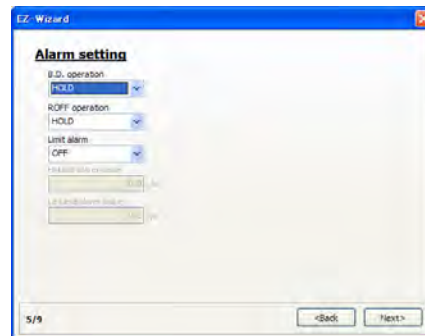 EZ-Wizard
Alarm setting
B.D. operation
HOLD
ROFF operation
HOLD
Limit alarm
OFF
5/9
<Back
Next>